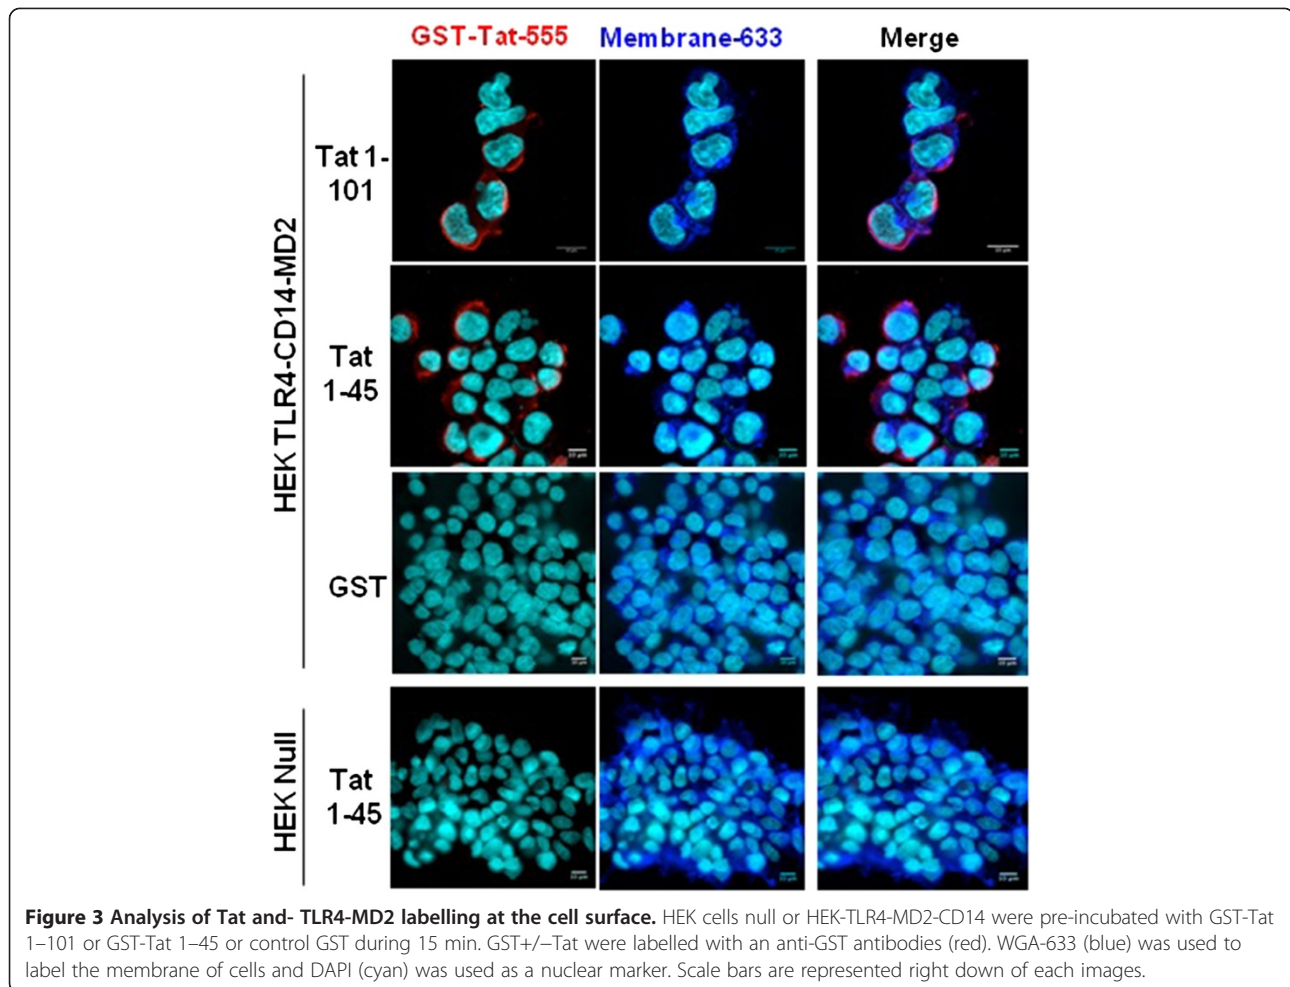 GST-Tat-555 Membrane-633 Merge
HEK TLR4-CD14-MD2
Tat 1-
101
Tat
1-45
10 µm
GST
HEK Null
Tat
1-45
Figure 3 Analysis of Tat and- TLR4-MD2 labelling at the cell surface. HEK cells null or HEK-TLR4-MD2-CD14 were pre-incubated with GST-Tat
1–101 or GST-Tat 1–45 or control GST during 15 min. GST+/−Tat were labelled with an anti-GST antibodies (red). WGA-633 (blue) was used to
label the membrane of cells and DAPI (cyan) was used as a nuclear marker. Scale bars are represented right down of each images.